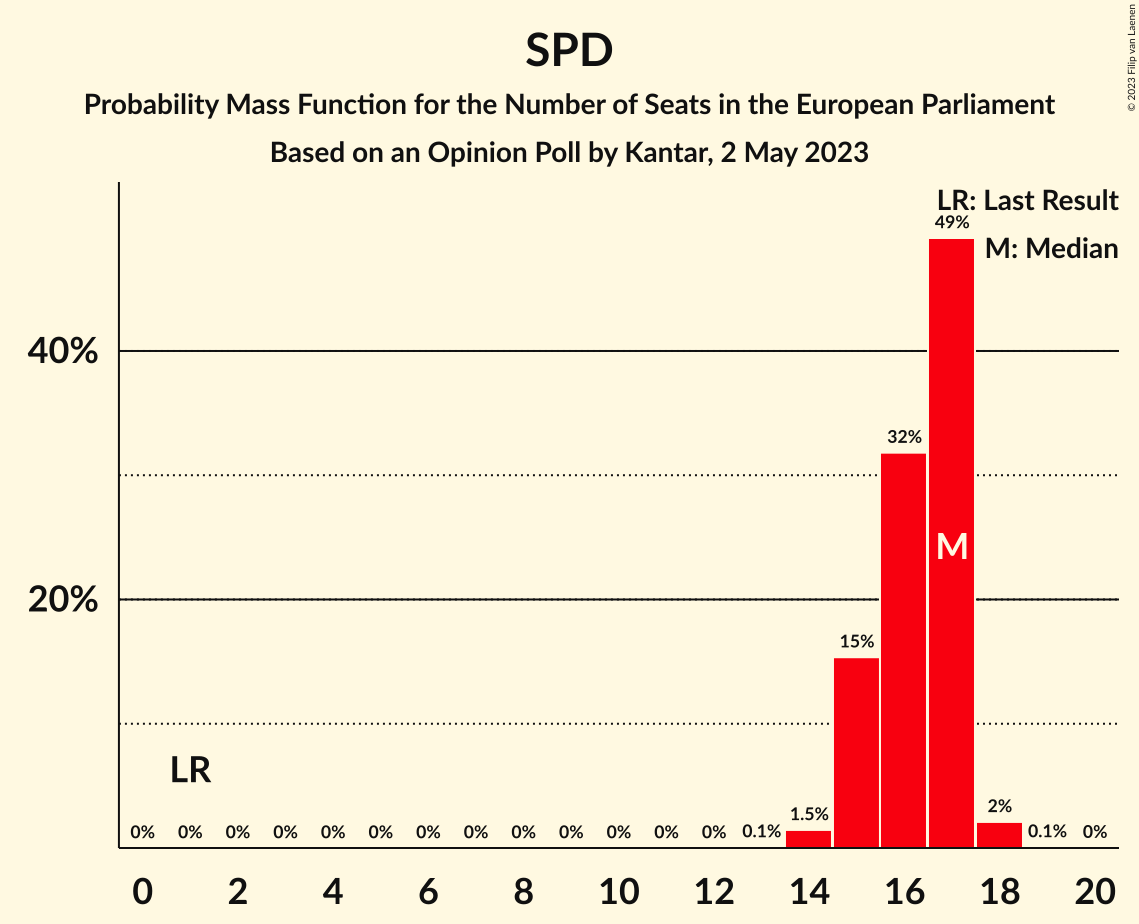 SPD
Probability Mass Function for the Number of Seats in the European Parliament
Based on an Opinion Poll by Kantar, 2 May 2023
© 2023 Filip van Laenen
LR: Last Result
M: Median
49%
40%
32%
M
20%
15%
LR
0% 0% 0% 0% 0% 0% 0% 0% 0% 0% 0% 0% 0% 0.1% 1.5% 2% 0.1% 0%
0 2 4 6 8 10 12 14 16 18 20